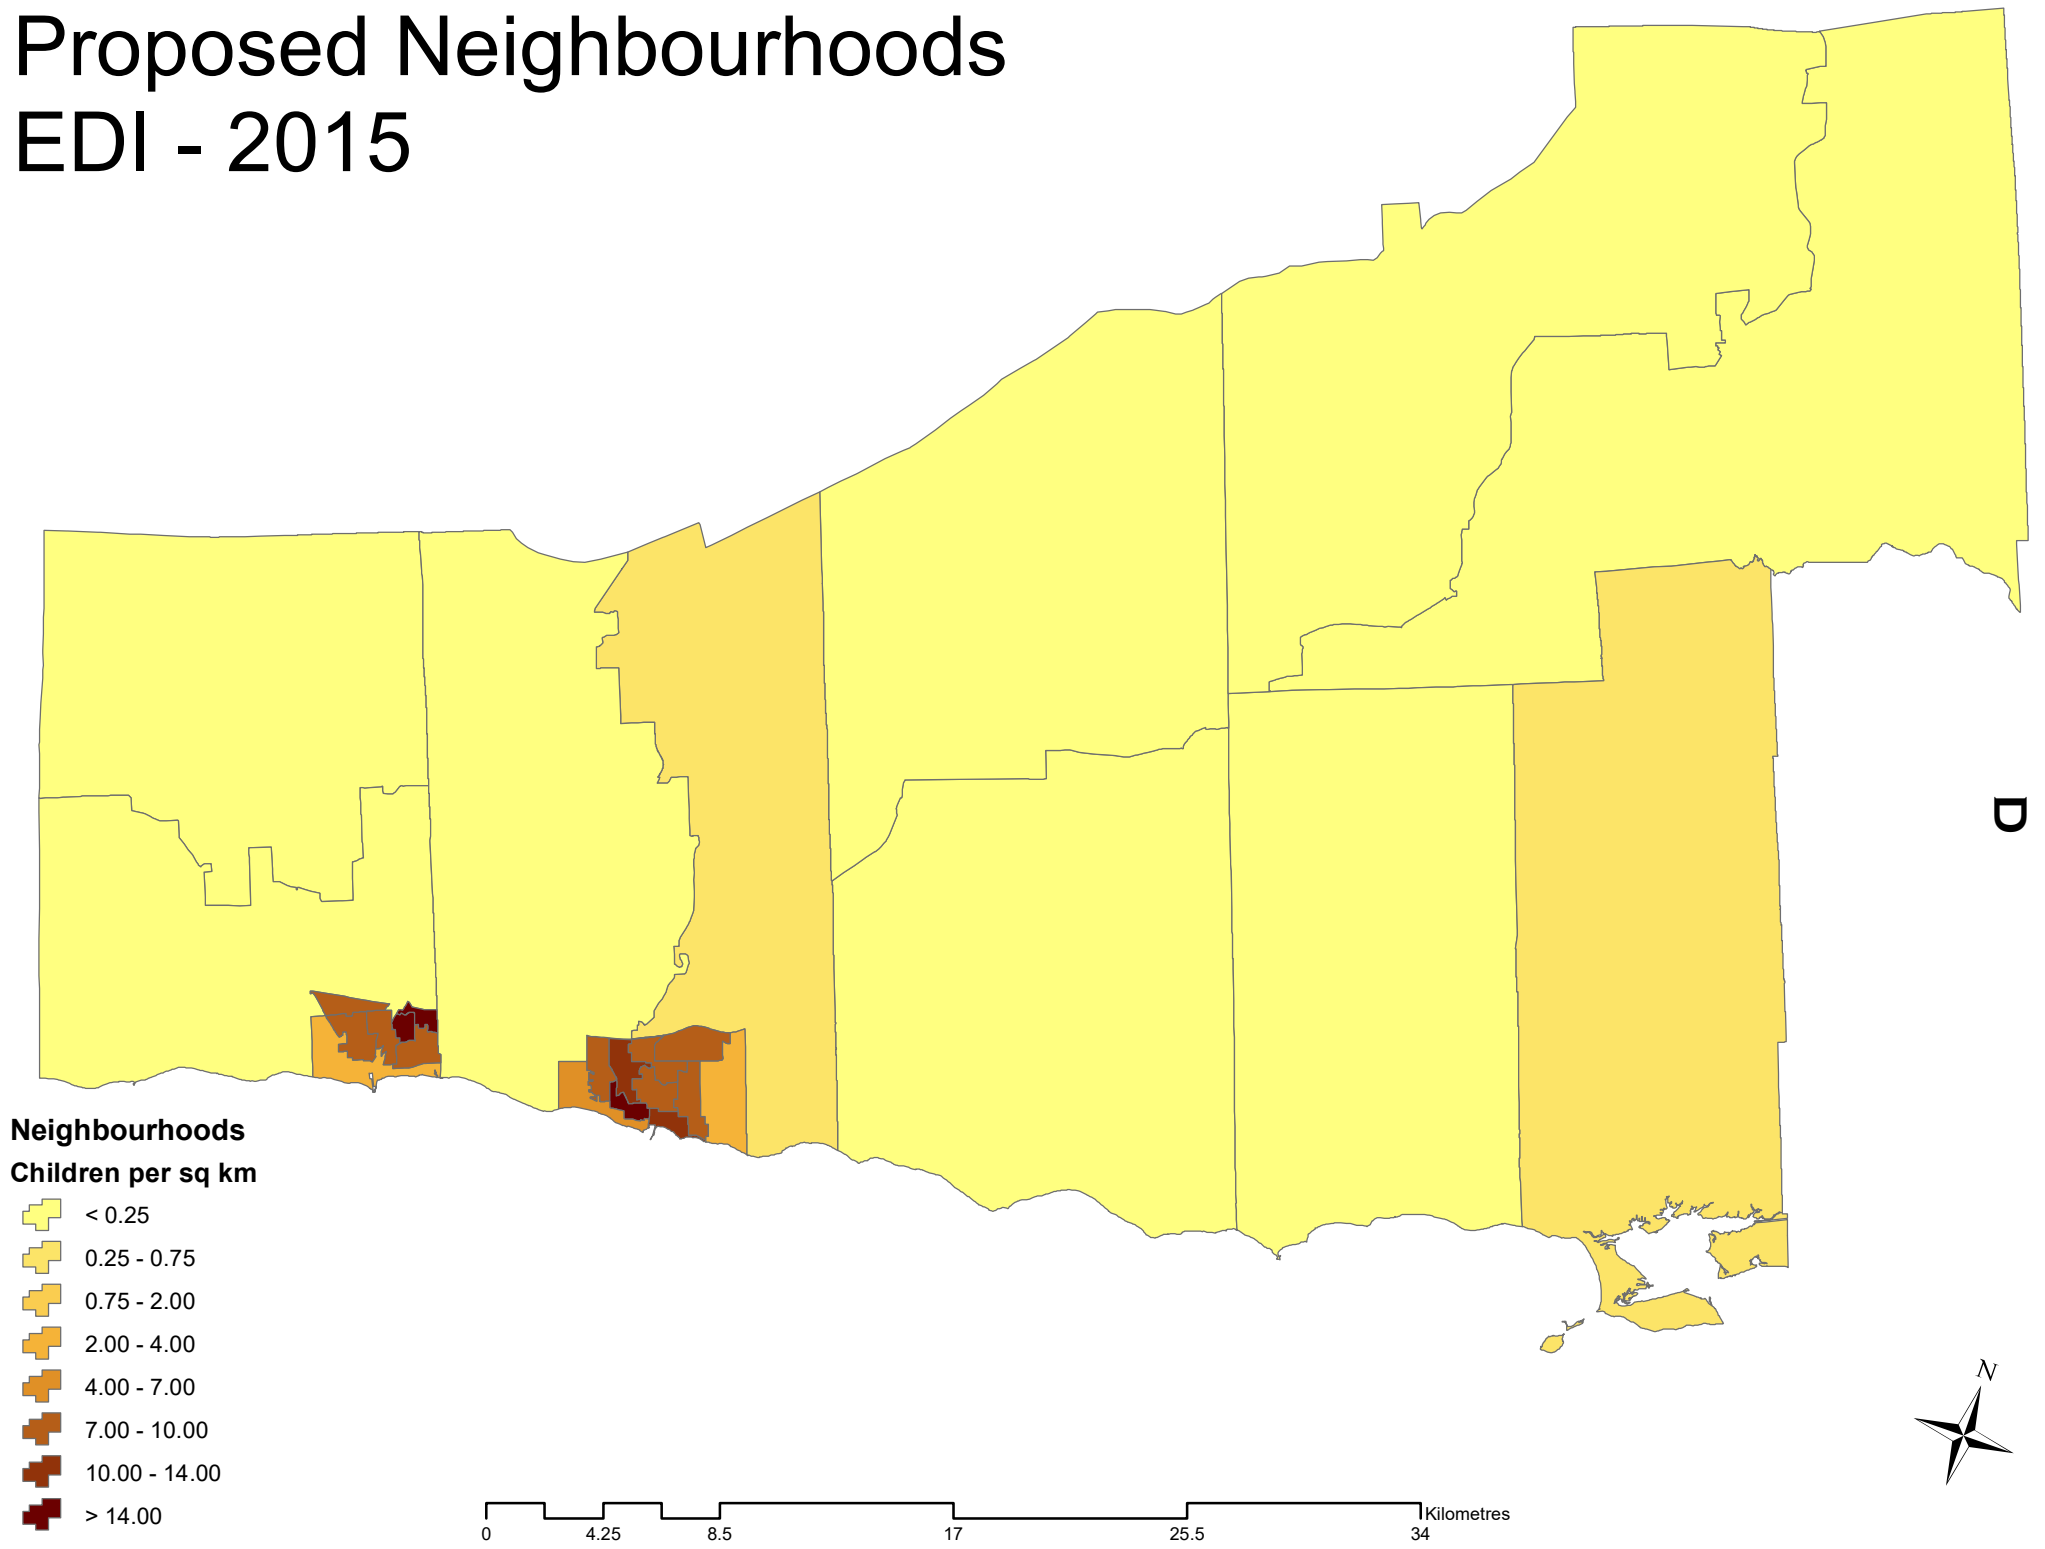 Proposed Neighbourhoods
EDI - 2015
D
Neighbourhoods
Children per sq km
< 0.25
0.25 - 0.75
0.75 - 2.00
2.00 - 4.00
4.00 - 7.00
7.00 - 10.00
10.00 - 14.00
> 14.00
N
Kilometres
0 4.25 8.5 17 25.5 34